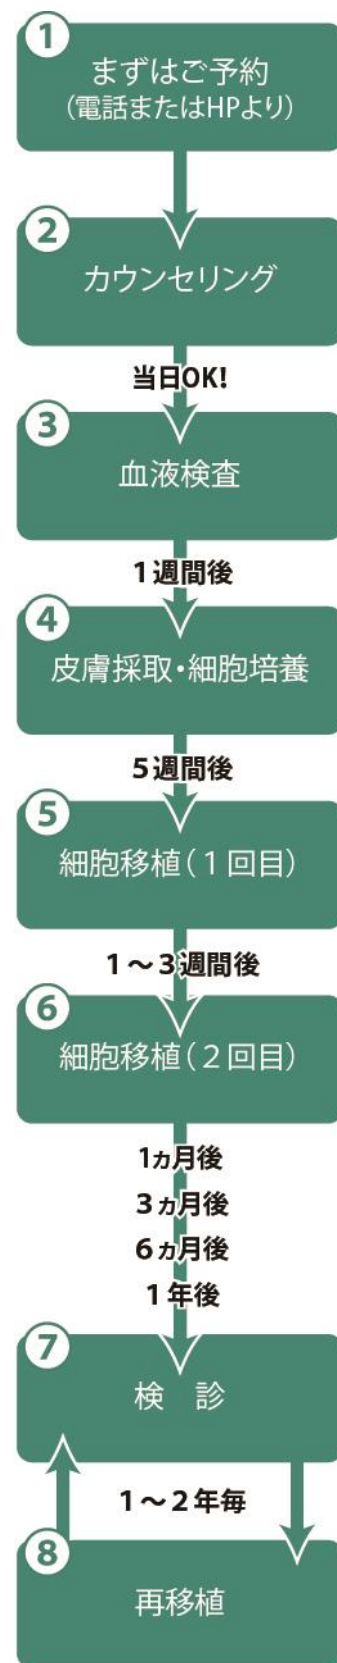 1
まずはご予約
（電話またはHPより）
2
カウンセリング
当日OK!
3
血液検査
1週間後
4
皮膚採取・細胞培養
5週間後
5
細胞移植（1回目）
1～3週間後
6
細胞移植（2回目）
1ヵ月後
3ヵ月後
6ヵ月後
1年後
7
検　診
1～2年毎
8
再移植